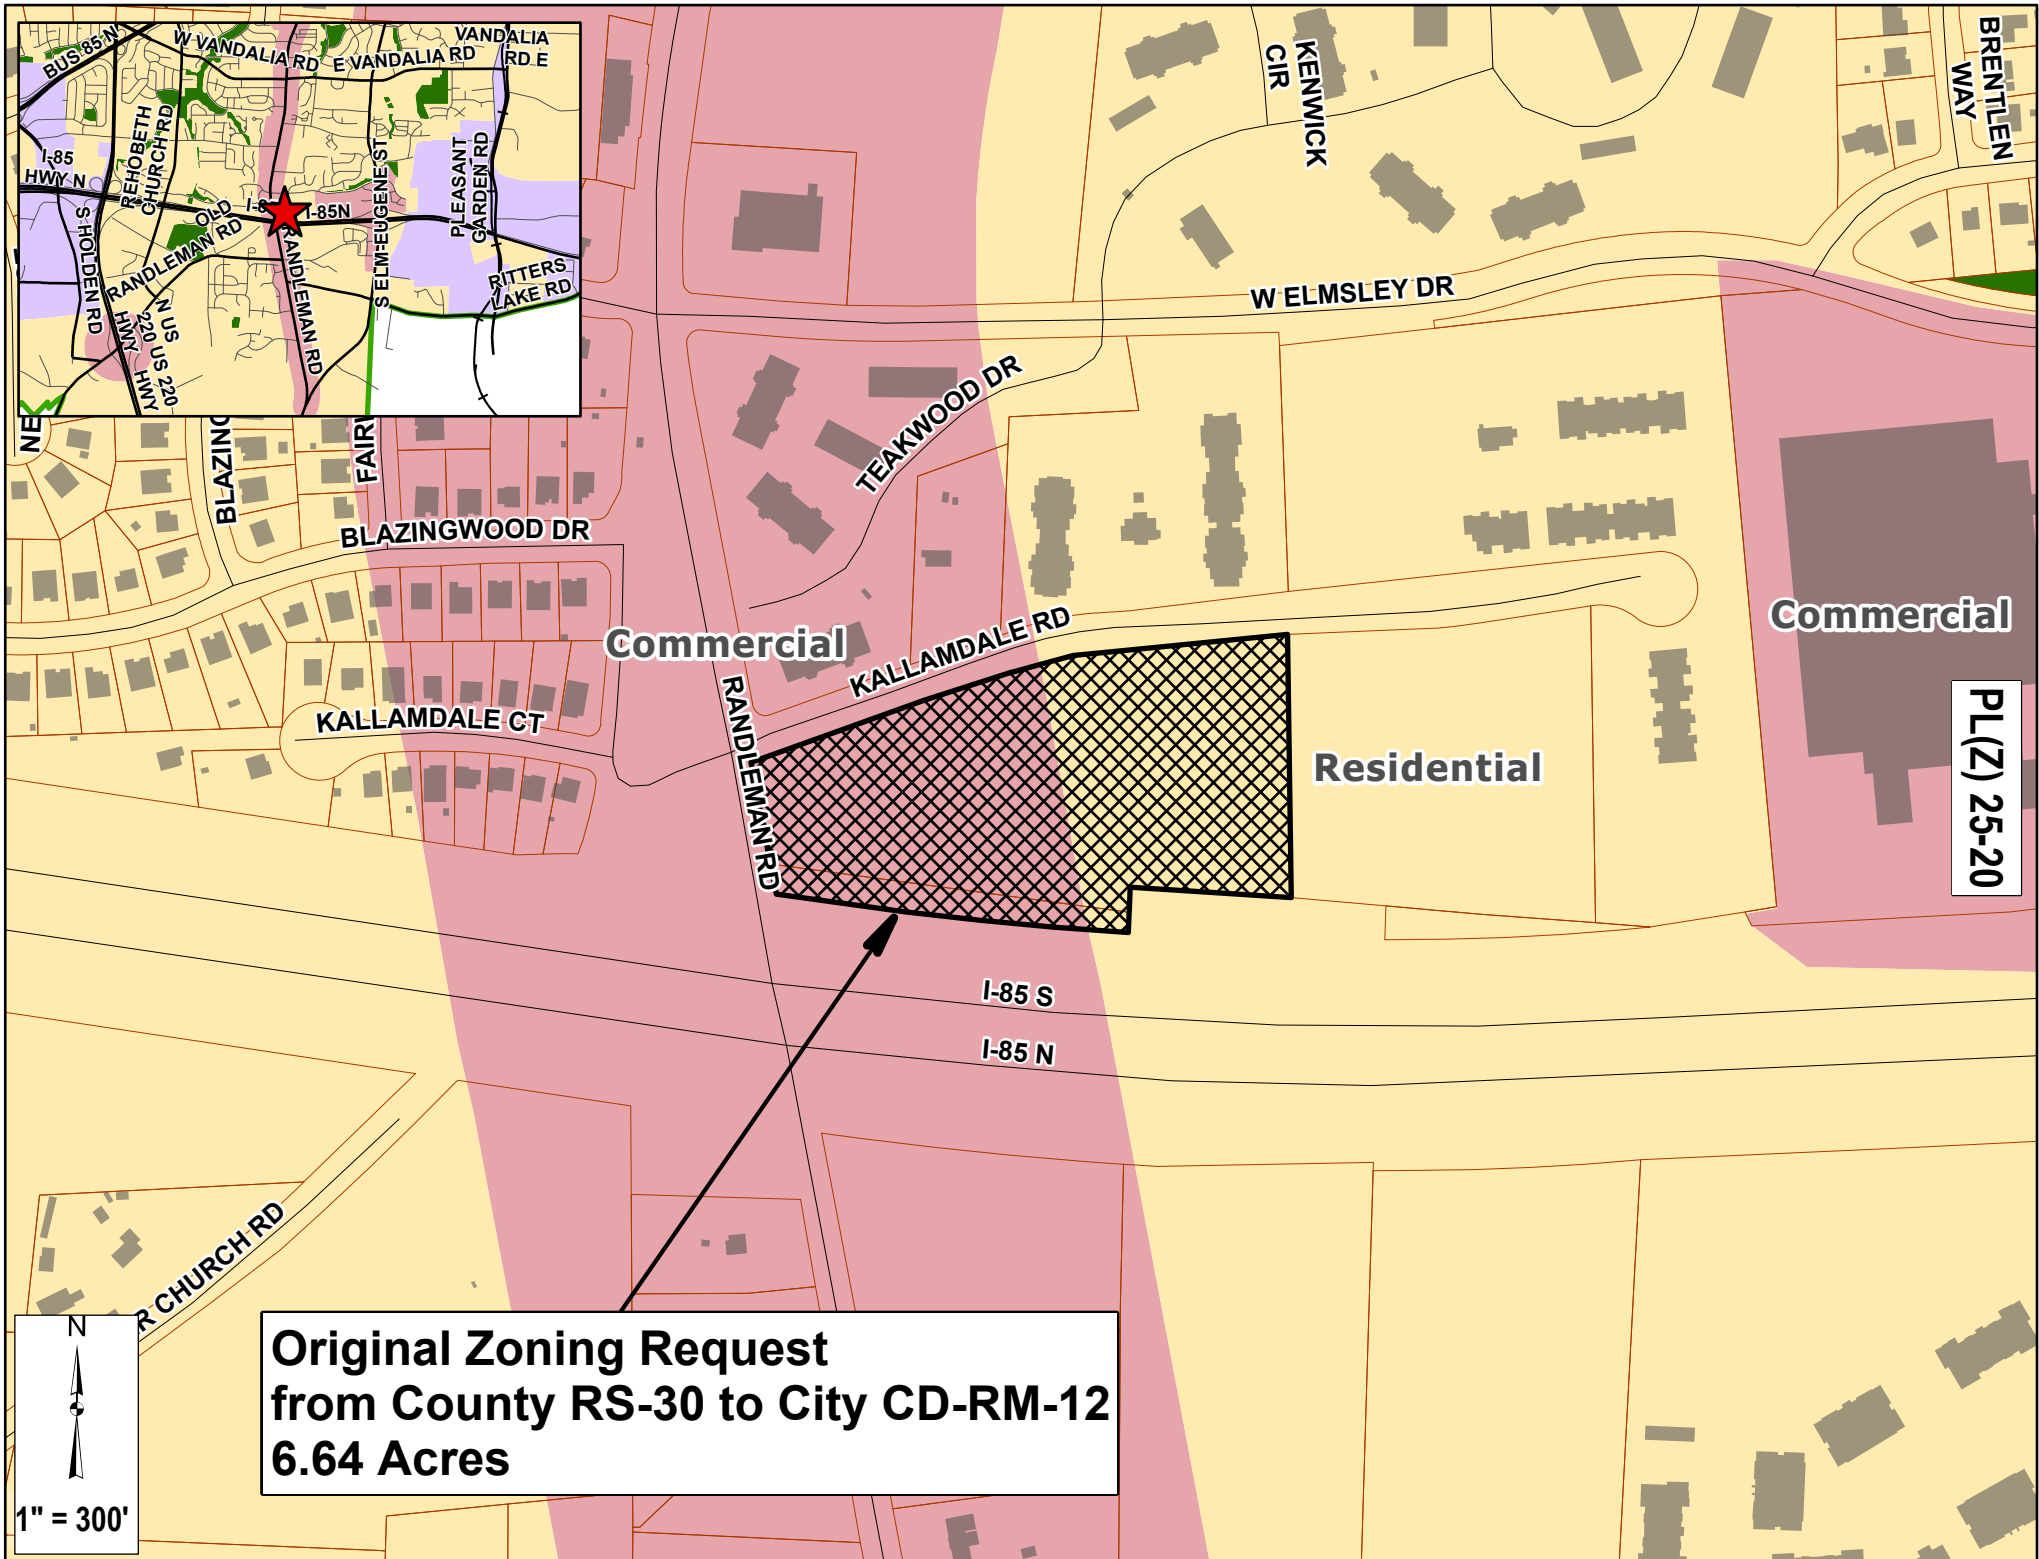 BUS 85 N
W VANDALIA RD
E VANDALIA RD
VANDALIA
RD E
REHOBETH
CHURCH RD
I-85
HWY N
S HOLDEN RD
OLD
RANDLEMAN RD
I-85N
RANDLEMAN RD
S ELM-EUGENE ST
PLEASANT
GARDEN RD
RITTERS
LAKE RD
N US
220 US 220
HWY
HWY
KENWICK
CIR
BRENTLEN
WAY
W ELMSLEY DR
TEAKWOOD DR
NE
BLAZING
FAIR
BLAZINGWOOD DR
Commercial
KALLAMDALE RD
Commercial
KALLAMDALE CT
RANDLEMAN RD
Residential
PL(Z) 25-20
I-85 S
I-85 N
R CHURCH RD
N
1" = 300'
Original Zoning Request
from County RS-30 to City CD-RM-12
6.64 Acres